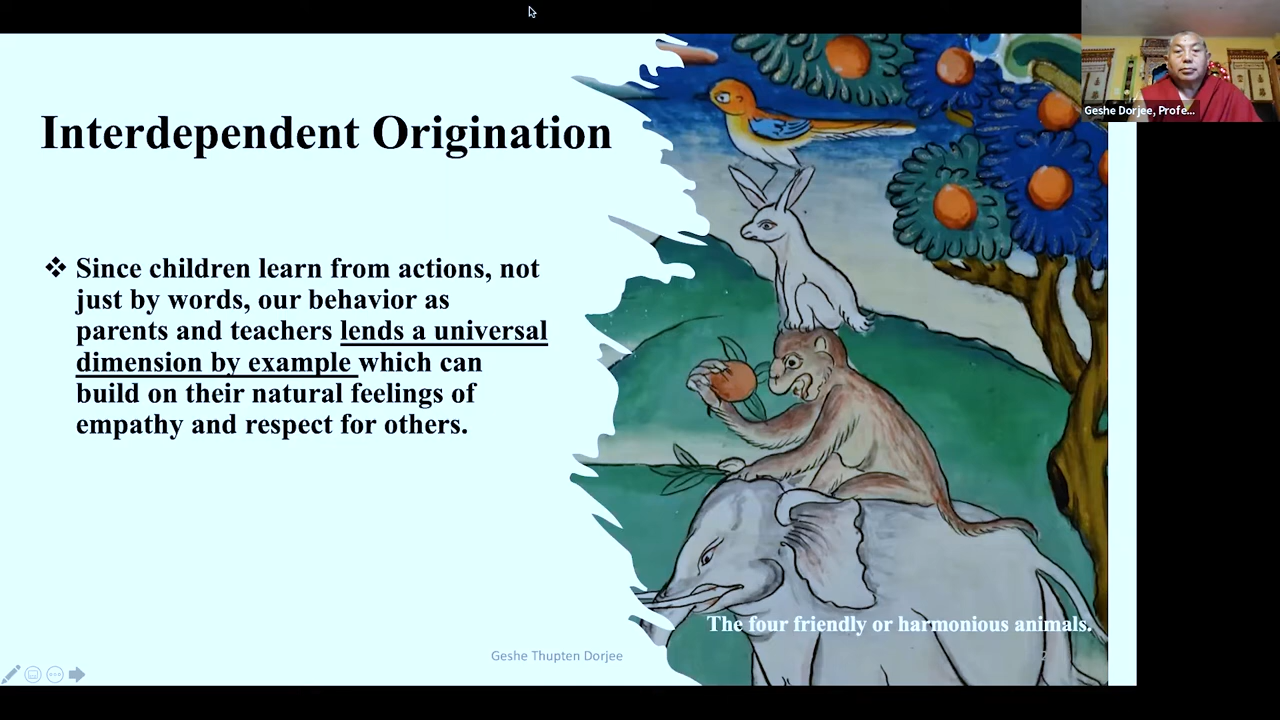 Geshe Dorjee, Profe...
Interdependent Origination
❖ Since children learn from actions, not
just by words, our behavior as
parents and teachers lends a universal
dimension by example which can
build on their natural feelings of
empathy and respect for others.
The four friendly or harmonious animals.
Geshe Thupten Dorjee